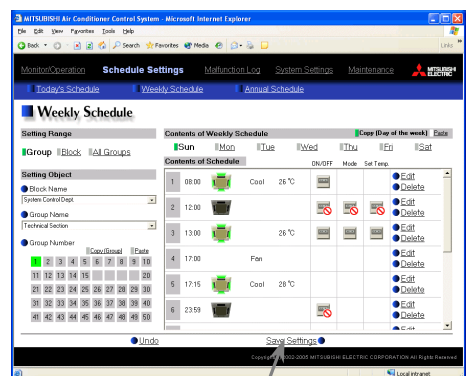 MITSUBISHI Air Conditioner Control System - Microsoft Internet Explorer
File Edit View Favorites Tools Help
Back Search Favorites Media Links
Monitor/Operation Schedule Settings Malfunction Log System Settings Maintenance MITSUBISHI ELECTRIC
Today's Schedule Weekly Schedule Annual Schedule
Weekly Schedule
Setting Range
Group Block All Groups
Setting Object
Block Name
System Control Dept.
Group Name
Technical Section
Group Number
Copy(Group) Paste
1 2 3 4 5 6 7 8 9 10
11 12 13 14 15 20
21 22 23 24 25 26 27 28 29 30
31 32 33 34 35 36 37 38 39 40
41 42 43 44 45 46 47 48 49 50
Contents of Weekly Schedule Copy (Day of the week) Paste
Sun Mon Tue Wed Thu Fri Sat
Contents of Schedule ON/OFF Mode Set Temp.
1 08:00 Cool 26 °C Edit
Delete
2 12:00 Edit
Delete
3 13:00 26 °C Edit
Delete
4 17:00 Fan Edit
Delete
5 17:15 Cool 28 °C Edit
Delete
6 23:59 Edit
Delete
Edit
Undo Save Settings
Copyright 2002-2005 MITSUBISHI ELECTRIC CORPORATION All Rights Reserved
Local intranet